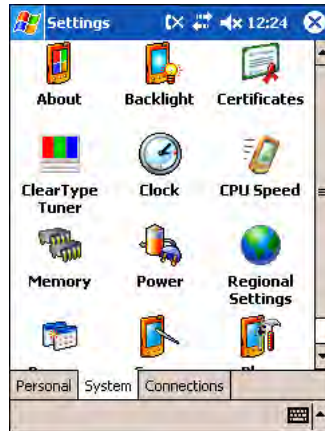 Settings 12:24
About Backlight Certificates
ClearType Clock CPU Speed
Tuner
Memory Power Regional
Settings
Personal System Connections